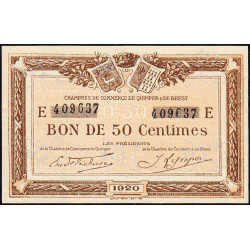 CHAMBRES DE COMMERCE DE QUIMPER & DE BREST
E 409637 409637 E
BON DE 50 Centimes
LES PRÉSIDENTS
de la Chambre de Commerce de Quimper de la Chambre de Commerce de Brest
1920